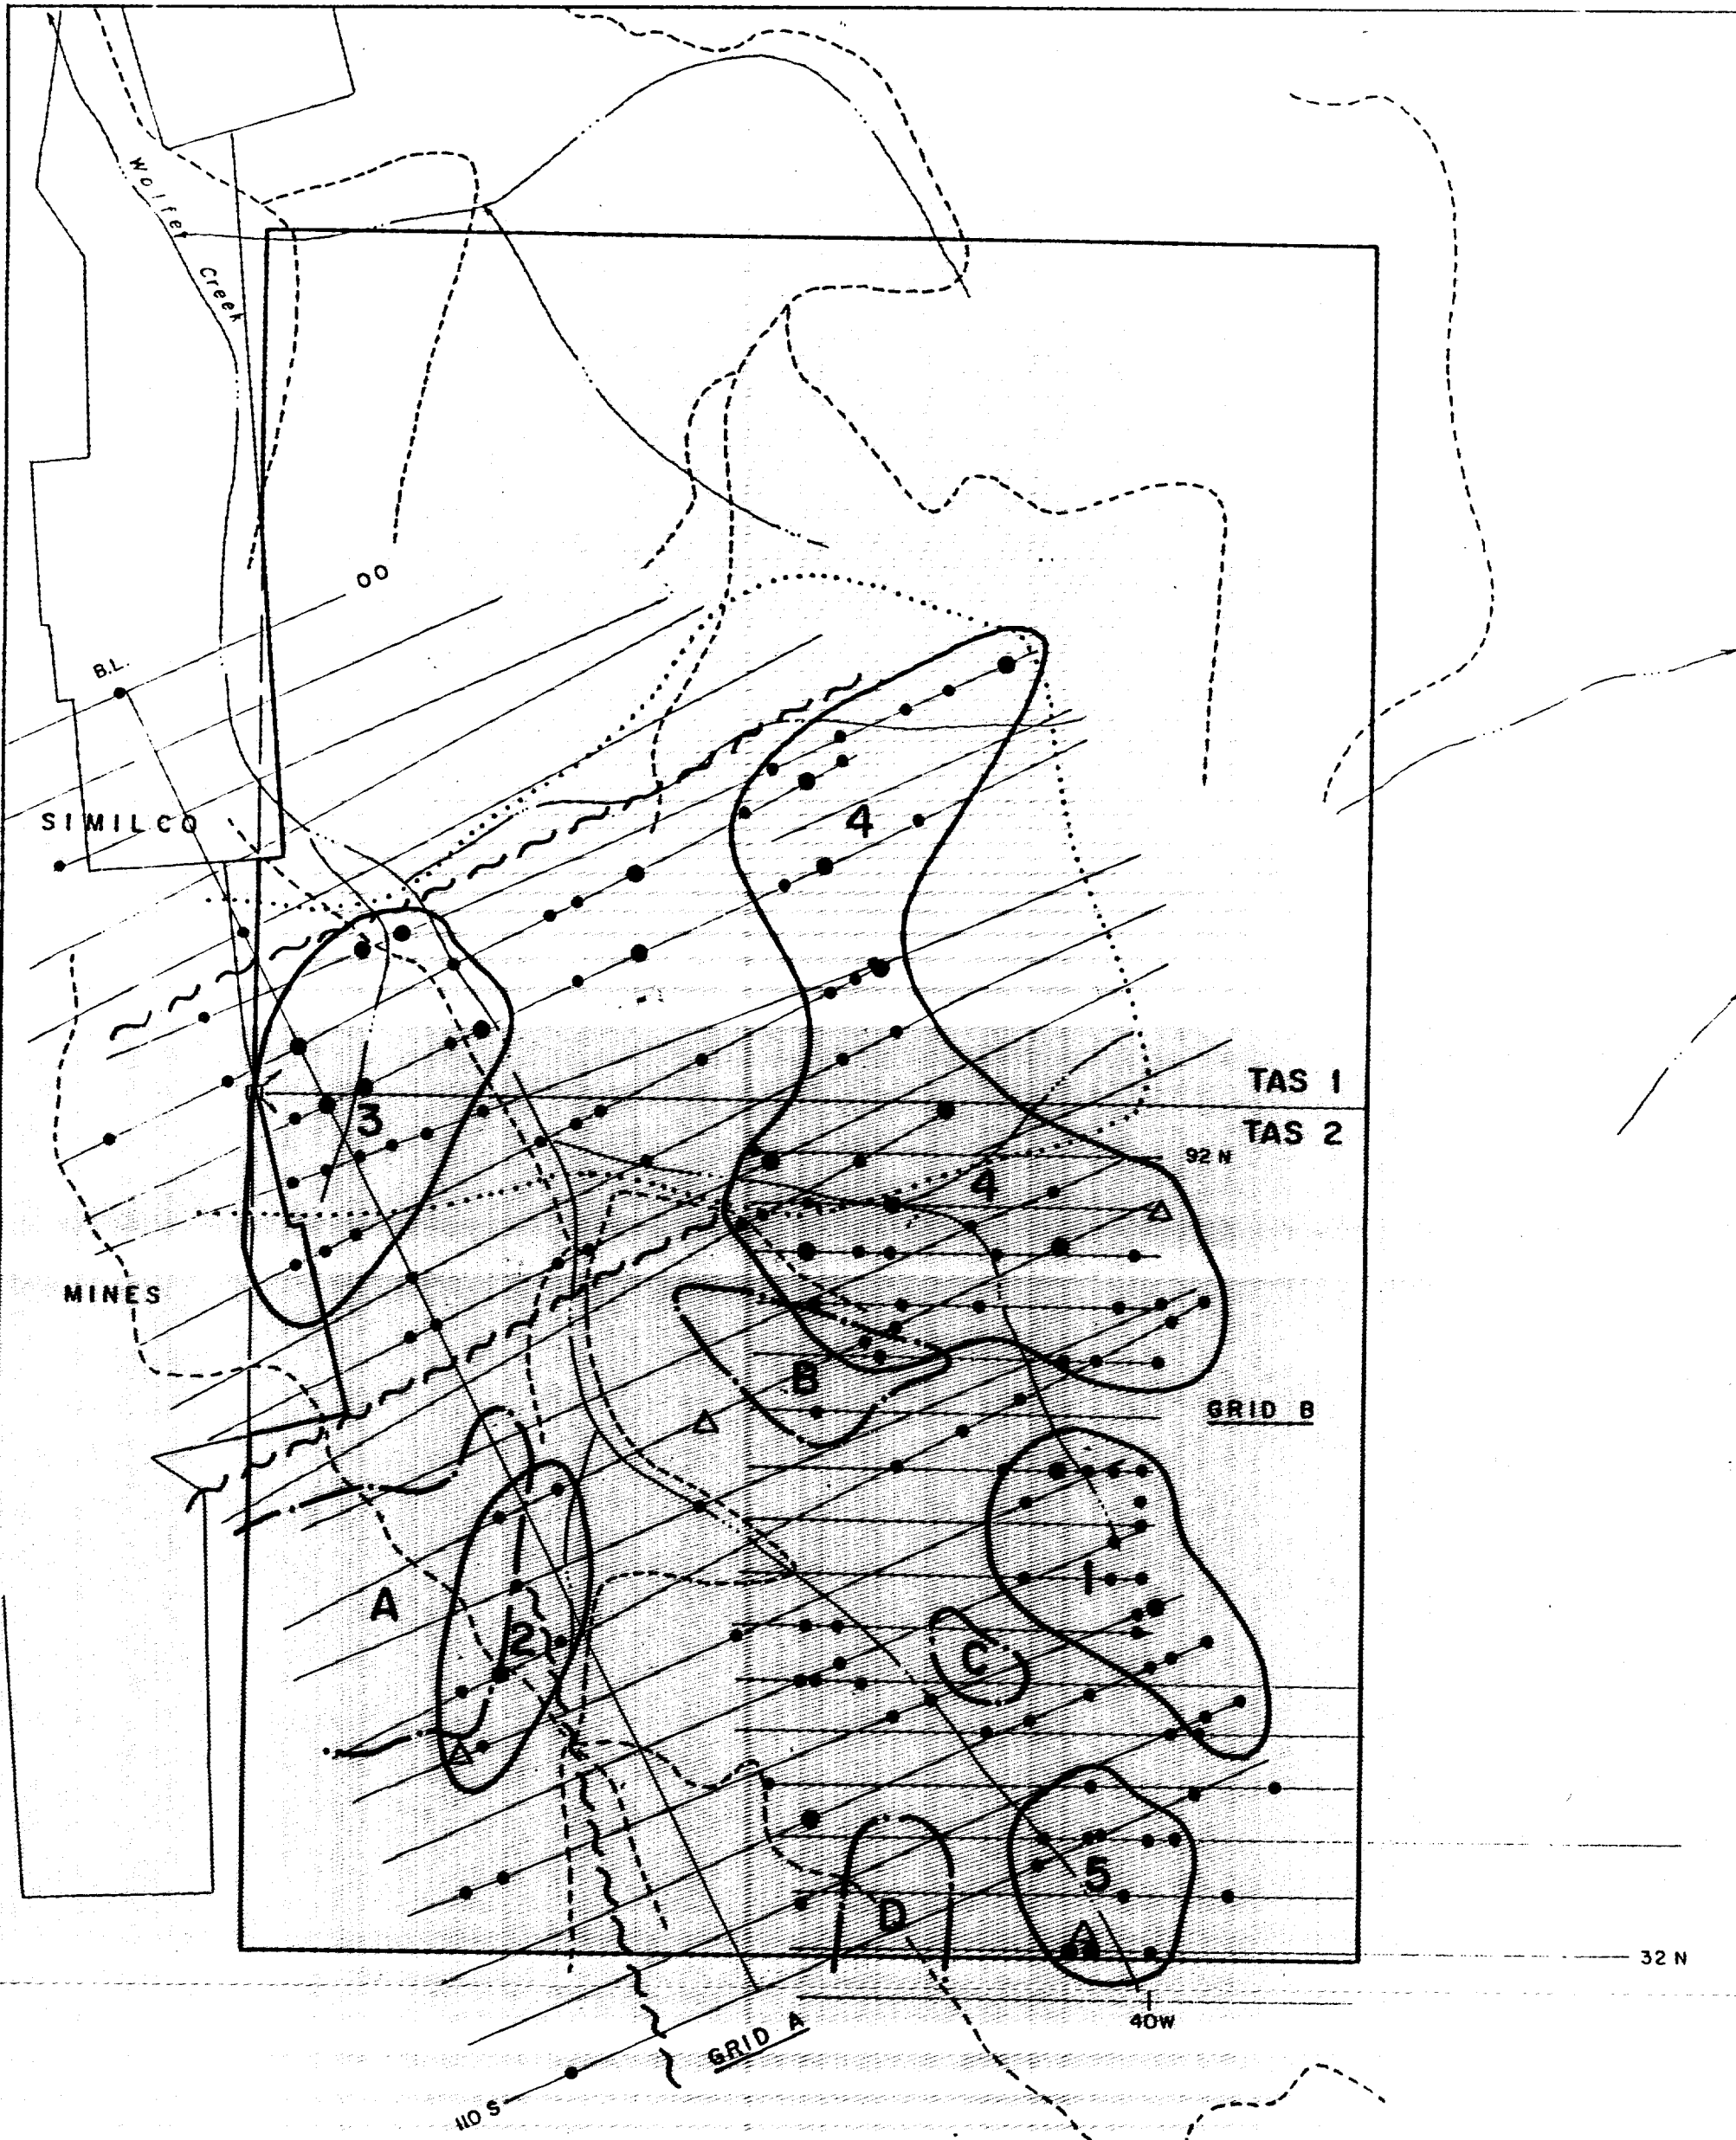 Wolfe
Creek
OO
B.L.
SIMILCO
4
TAS 1
3
TAS 2
92 N
4
MINES
B
GRID B
1
A
2
C
5
D
32 N
40W
GRID A
110 S